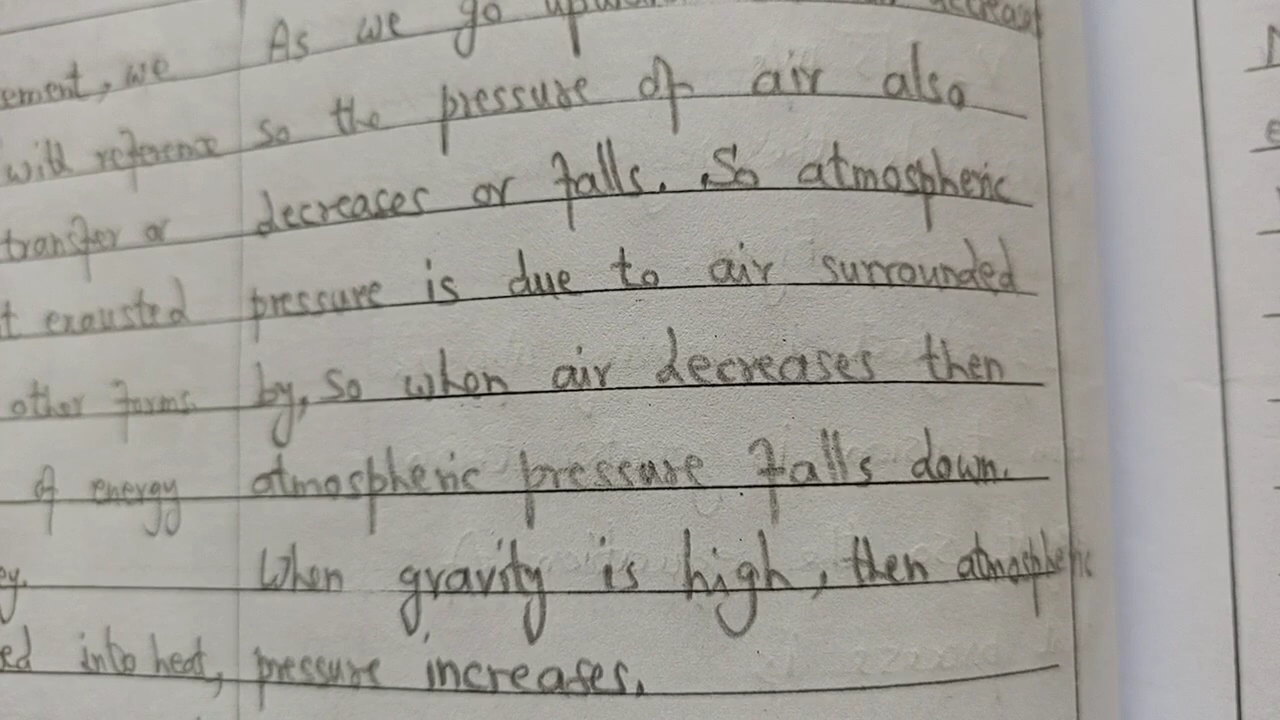 As we go
so the pressure of air also
decreases or falls. So atmospheric
pressure is due to air surrounded
by, so when air decreases then
atmospheric pressure falls down.
When gravity is high, then atmospheric
pressure increases.
ement, we
with reference
transfer or
t exausted
other forms
of energy
ey.
ed into heat,